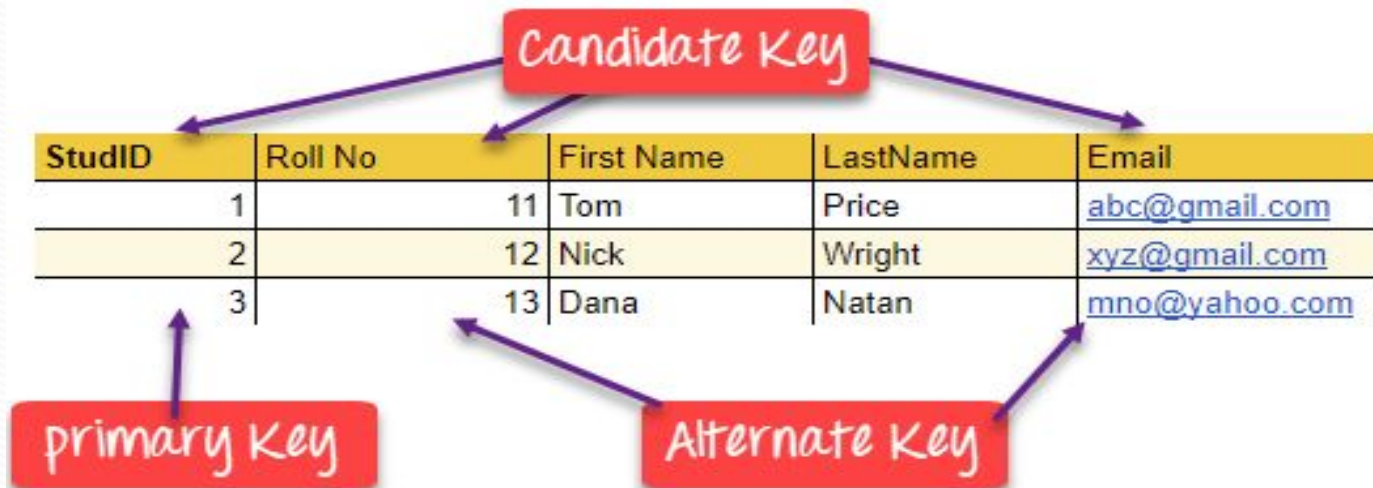 Candidate Key
StudID Roll No First Name LastName Email
1 11 Tom Price abc@gmail.com
2 12 Nick Wright xyz@gmail.com
3 13 Dana Natan mno@yahoo.com
primary Key Alternate Key